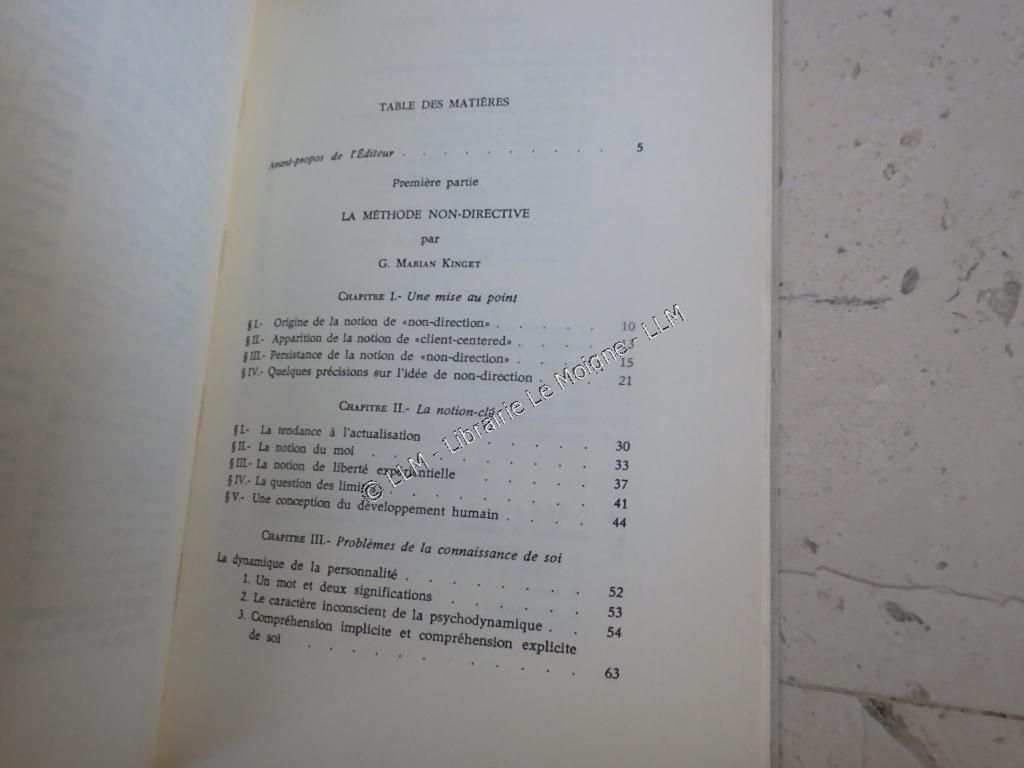 TABLE DES MATIÈRES
Avant-propos de l'Éditeur . . . . . . . . . . 5
Première partie
LA MÉTHODE NON-DIRECTIVE
par
G. MARIAN KINGET
CHAPITRE I.- Une mise au point
§ I.- Origine de la notion de «non-direction» . . . . . . 10
§ II.- Apparition de la notion de «client-centered» . . . . .
§ III.- Persistance de la notion de «non-direction» . . . . . 15
§ IV.- Quelques précisions sur l'idée de non-direction . . . . 21
CHAPITRE II.- La notion-clé
§ I.- La tendance à l'actualisation . . . . . . . 30
§ II.- La notion du moi . . . . . . . . . . 33
§ III.- La notion de liberté expérientielle . . . . . . 37
§ IV.- La question des limites . . . . . . . . 41
§ V.- Une conception du développement humain . . . . . 44
CHAPITRE III.- Problèmes de la connaissance de soi
La dynamique de la personnalité . . . . . . . . 52
1. Un mot et deux significations . . . . . . . 53
2. Le caractère inconscient de la psychodynamique . . . 54
3. Compréhension implicite et compréhension explicite
de soi . . . . . . . . . . . 63
© LLM - Librairie Le Moigne - LLM